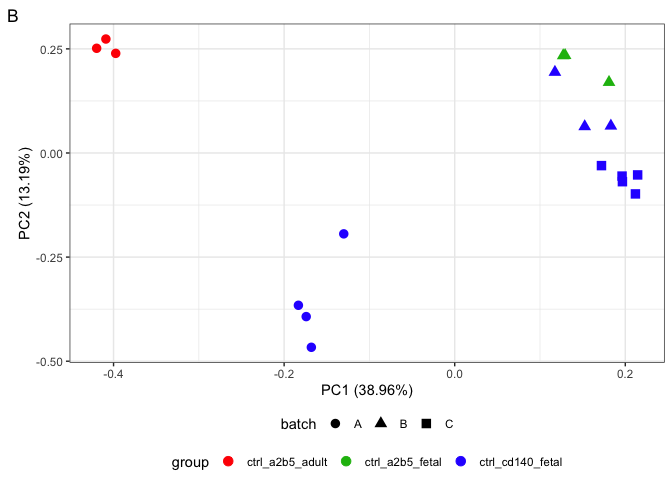 B
0.25
0.00
-0.25
-0.50
PC2 (13.19%)
-0.4
-0.2
0.0
0.2
PC1 (38.96%)
batch A B C
group ctrl_a2b5_adult ctrl_a2b5_fetal ctrl_cd140_fetal